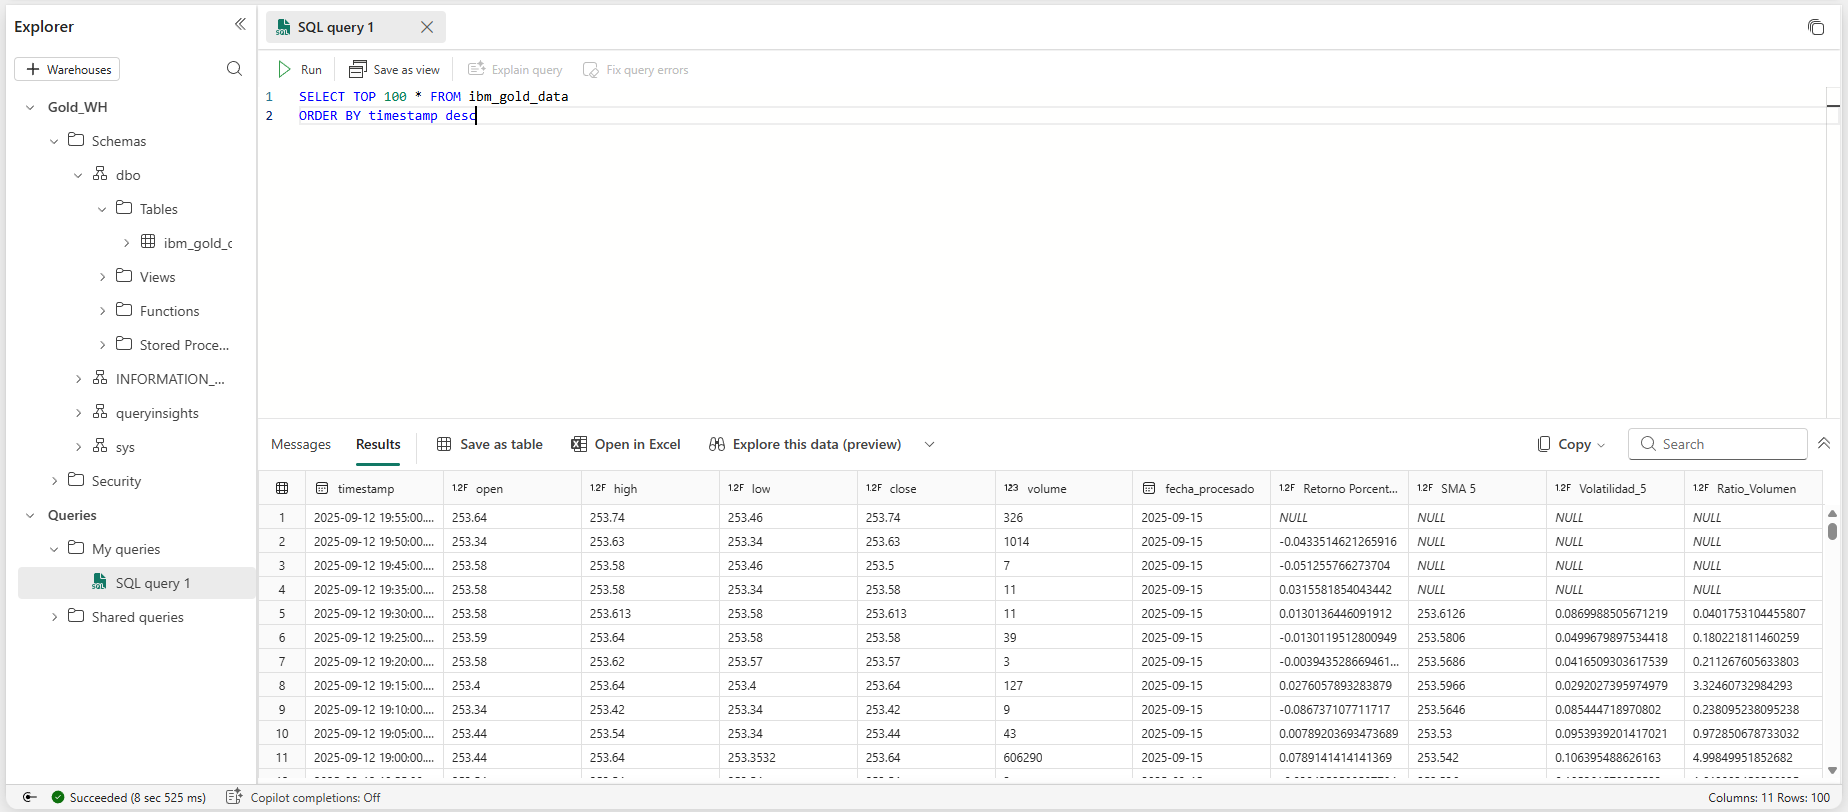 Explorer
Warehouses
Gold_WH
Schemas
dbo
Tables
ibm_gold_c
Views
Functions
Stored Proce...
INFORMATION_...
queryinsights
sys
Security
Queries
My queries
SQL query 1
Shared queries
SQL query 1
Run Save as view Explain query Fix query errors
1 SELECT TOP 100 * FROM ibm_gold_data
2 ORDER BY timestamp desc
Messages Results Save as table Open in Excel Explore this data (preview) Copy Search
timestamp 1.2F open 1.2F high 1.2F low 1.2F close 123 volume fecha_procesado 1.2F Retorno Porcent... 1.2F SMA 5 1.2F Volatilidad_5 1.2F Ratio_Volumen
1 2025-09-12 19:55:00.... 253.64 253.74 253.46 253.74 326 2025-09-15 NULL NULL NULL NULL
2 2025-09-12 19:50:00.... 253.34 253.63 253.34 253.63 1014 2025-09-15 -0.0433514621265916 NULL NULL NULL
3 2025-09-12 19:45:00.... 253.58 253.58 253.46 253.5 7 2025-09-15 -0.051255766273704 NULL NULL NULL
4 2025-09-12 19:35:00.... 253.58 253.58 253.34 253.58 11 2025-09-15 0.0315581854043442 NULL NULL NULL
5 2025-09-12 19:30:00.... 253.58 253.613 253.58 253.613 11 2025-09-15 0.0130136446091912 253.6126 0.0869988505671219 0.0401753104455807
6 2025-09-12 19:25:00.... 253.59 253.64 253.58 253.58 39 2025-09-15 -0.0130119512800949 253.5806 0.0499679897534418 0.180221811460259
7 2025-09-12 19:20:00.... 253.58 253.62 253.57 253.57 3 2025-09-15 -0.003943528669461... 253.5686 0.0416509303617539 0.211267605633803
8 2025-09-12 19:15:00.... 253.4 253.64 253.4 253.64 127 2025-09-15 0.0276057893283879 253.5966 0.0292027395974979 3.32460732984293
9 2025-09-12 19:10:00.... 253.34 253.42 253.34 253.42 9 2025-09-15 -0.086737107711717 253.5646 0.085444718970802 0.238095238095238
10 2025-09-12 19:05:00.... 253.44 253.54 253.34 253.44 43 2025-09-15 0.00789203693473689 253.53 0.0953939201417021 0.972850678733032
11 2025-09-12 19:00:00.... 253.44 253.64 253.3532 253.64 606290 2025-09-15 0.0789141414141369 253.542 0.106395488626163 4.99849951852682
Succeeded (8 sec 525 ms) Copilot completions: Off Columns: 11 Rows: 100